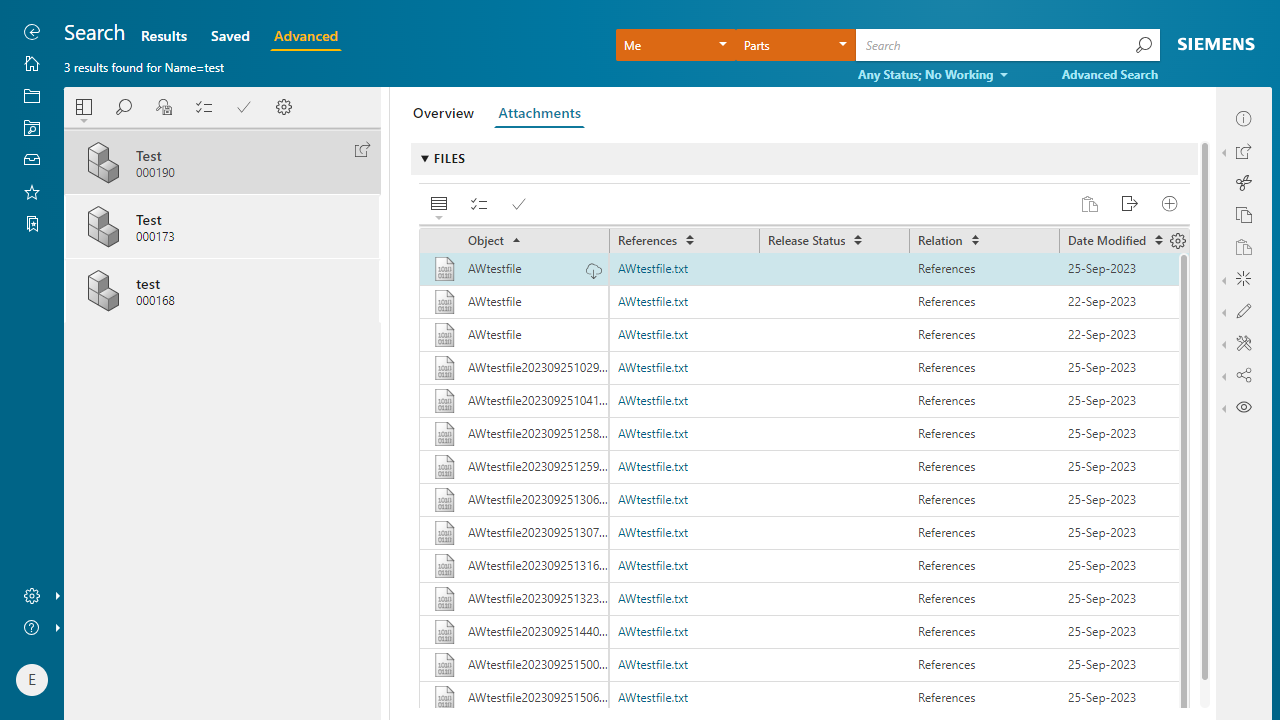 Search Results Saved Advanced
3 results found for Name=test
Me Parts Search SIEMENS
Any Status; No Working Advanced Search
Test
000190
Test
000173
test
000168
Overview Attachments
FILES
Object References Release Status Relation Date Modified
AWtestfile AWtestfile.txt References 25-Sep-2023
AWtestfile AWtestfile.txt References 22-Sep-2023
AWtestfile AWtestfile.txt References 22-Sep-2023
AWtestfile202309251029... AWtestfile.txt References 25-Sep-2023
AWtestfile202309251041... AWtestfile.txt References 25-Sep-2023
AWtestfile202309251258... AWtestfile.txt References 25-Sep-2023
AWtestfile202309251259... AWtestfile.txt References 25-Sep-2023
AWtestfile202309251306... AWtestfile.txt References 25-Sep-2023
AWtestfile202309251307... AWtestfile.txt References 25-Sep-2023
AWtestfile202309251316... AWtestfile.txt References 25-Sep-2023
AWtestfile202309251323... AWtestfile.txt References 25-Sep-2023
AWtestfile202309251440... AWtestfile.txt References 25-Sep-2023
AWtestfile202309251500... AWtestfile.txt References 25-Sep-2023
AWtestfile202309251506... AWtestfile.txt References 25-Sep-2023
E